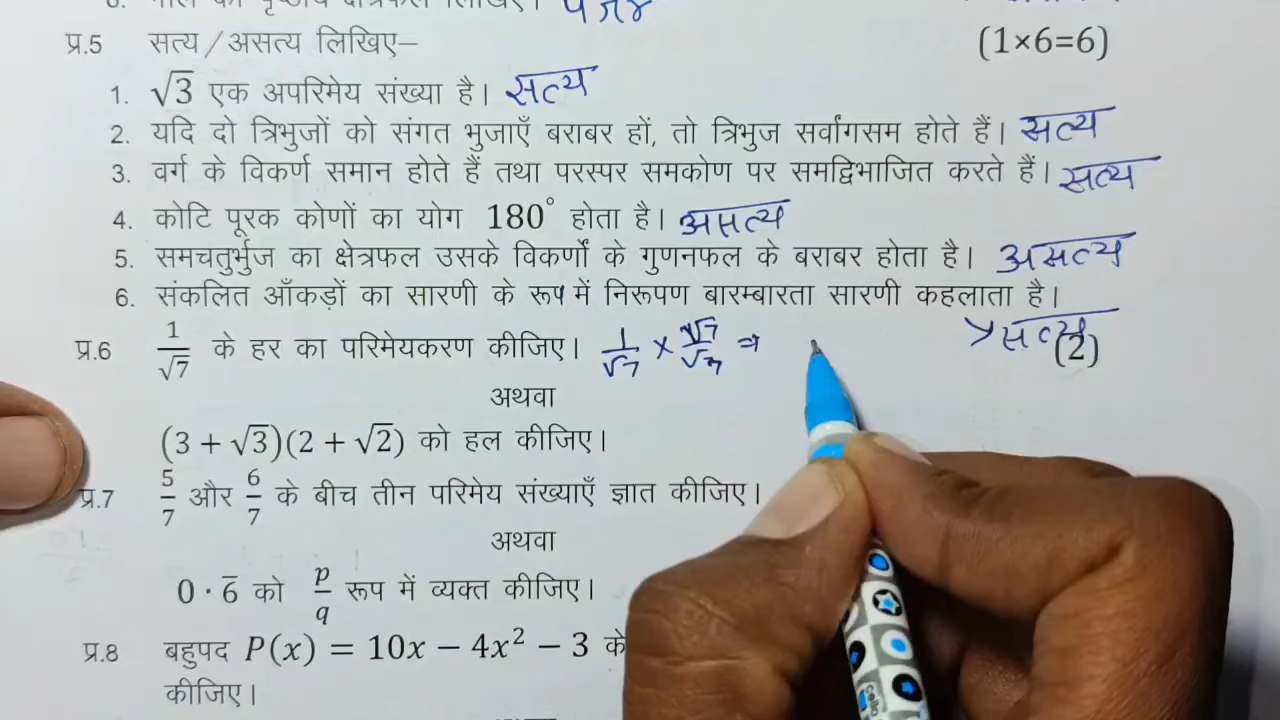 प्र.5 सत्य/असत्य लिखिए– (1×6=6)
1. √3 एक अपरिमेय संख्या है। सत्य
2. यदि दो त्रिभुजों को संगत भुजाएँ बराबर हों, तो त्रिभुज सर्वांगसम होते हैं। सत्य
3. वर्ग के विकर्ण समान होते हैं तथा परस्पर समकोण पर समद्विभाजित करते हैं। सत्य
4. कोटि पूरक कोणों का योग 180° होता है। असत्य
5. समचतुर्भुज का क्षेत्रफल उसके विकर्णों के गुणनफल के बराबर होता है। असत्य
6. संकलित आँकड़ों का सारणी के रूप में निरूपण बारम्बारता सारणी कहलाता है।
सत्य
प्र.6 1/√7 के हर का परिमेयकरण कीजिए। 1/√7 × √7/√7 ⇒ (2)
अथवा
(3 + √3)(2 + √2) को हल कीजिए।
प्र.7 5/7 और 6/7 के बीच तीन परिमेय संख्याएँ ज्ञात कीजिए।
अथवा
0·6̅ को p/q रूप में व्यक्त कीजिए।
प्र.8 बहुपद P(x) = 10x − 4x² − 3 के
कीजिए।